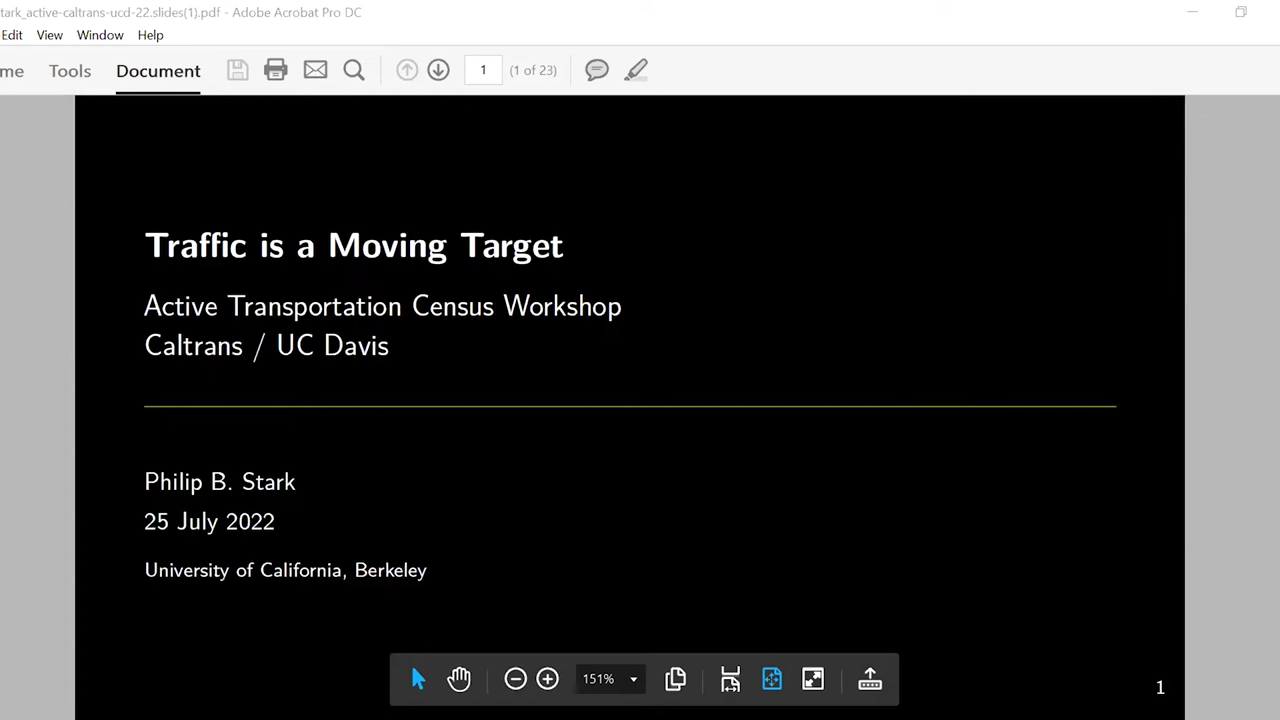 tark_active-caltrans-ucd-22.slides(1).pdf - Adobe Acrobat Pro DC
Edit View Window Help
me Tools Document 1 (1 of 23)
Traffic is a Moving Target
Active Transportation Census Workshop
Caltrans / UC Davis
Philip B. Stark
25 July 2022
University of California, Berkeley
151%
1